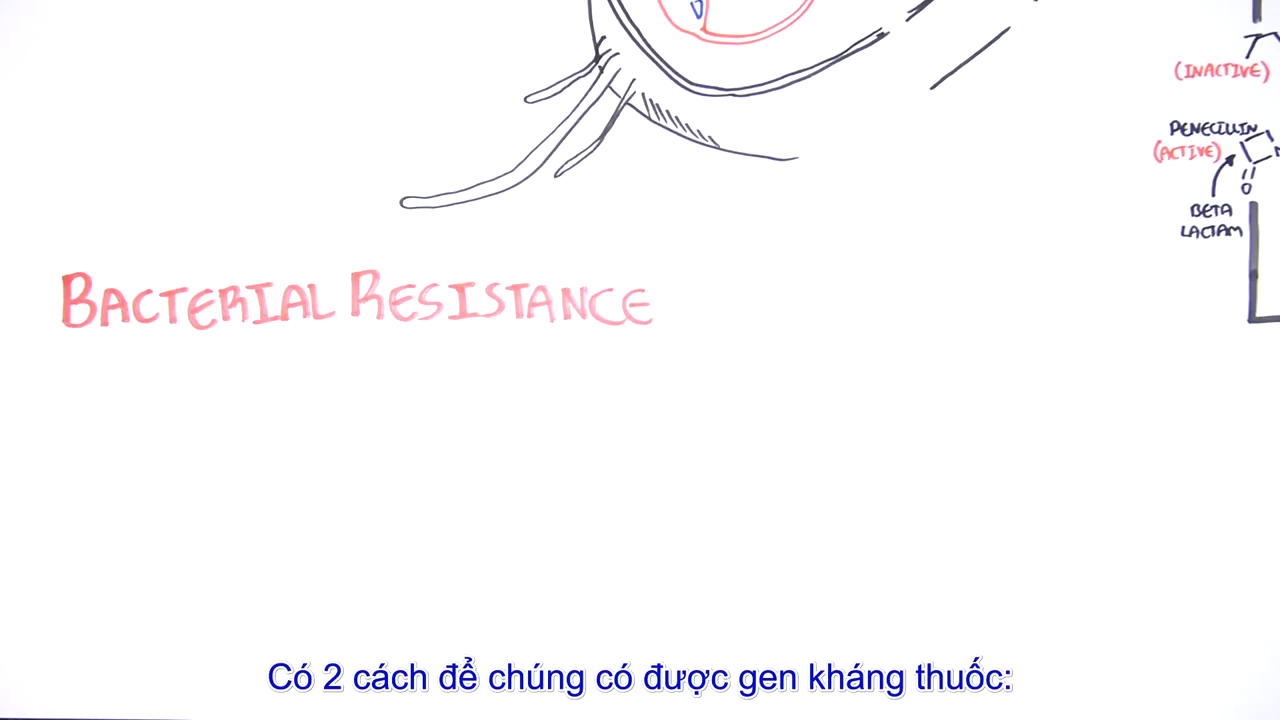 (INACTIVE)
PENECILLIN
(ACTIVE)
N
O
BETA
LACTAM
BACTERIAL RESISTANCE
Có 2 cách để chúng có được gen kháng thuốc: